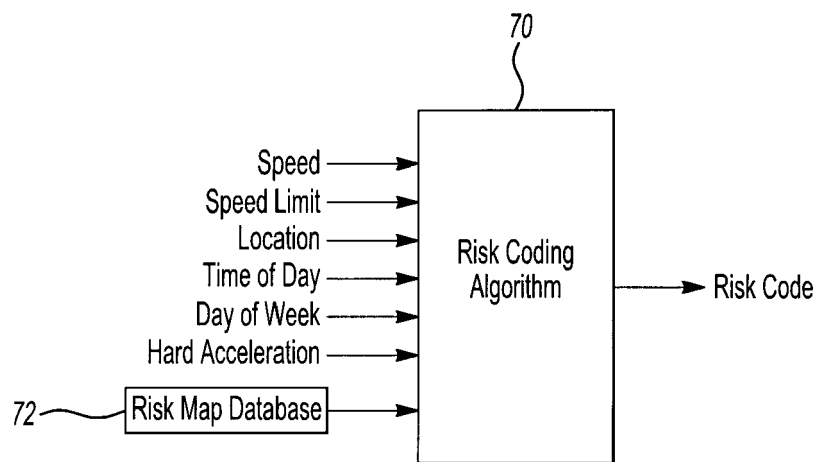 70
Speed
Speed Limit
Location
Time of Day
Day of Week
Hard Acceleration
72
Risk Map Database
Risk Coding
Algorithm
Risk Code